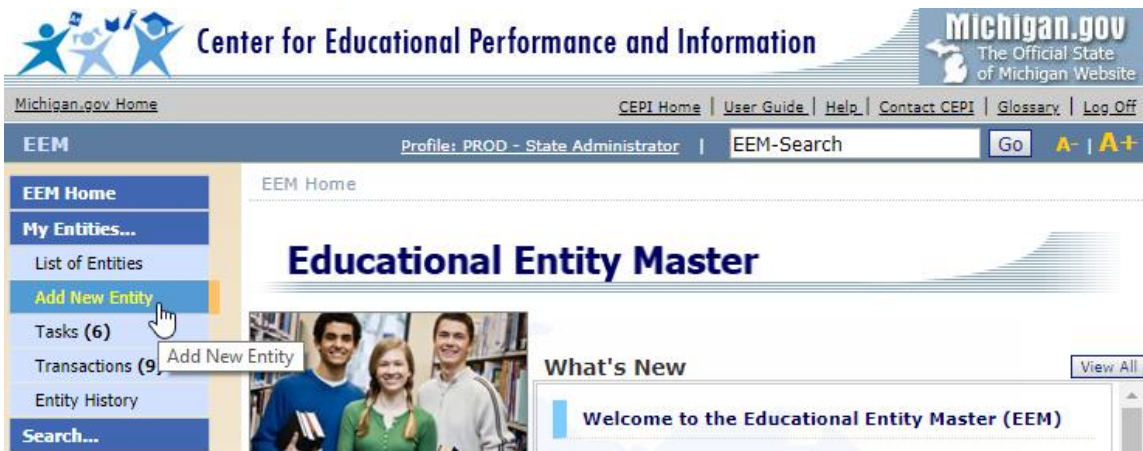 Center for Educational Performance and Information
Michigan.gov
The Official State
of Michigan Website
Michigan.gov Home
CEPI Home | User Guide | Help | Contact CEPI | Glossary | Log Off
EEM
Profile: PROD - State Administrator |
EEM-Search
Go
A- | A+
EEM Home
My Entities...
List of Entities
Add New Entity
Tasks (6)
Transactions (9)
Add New Entity
Entity History
Search...
EEM Home
Educational Entity Master
What's New
View All
Welcome to the Educational Entity Master (EEM)